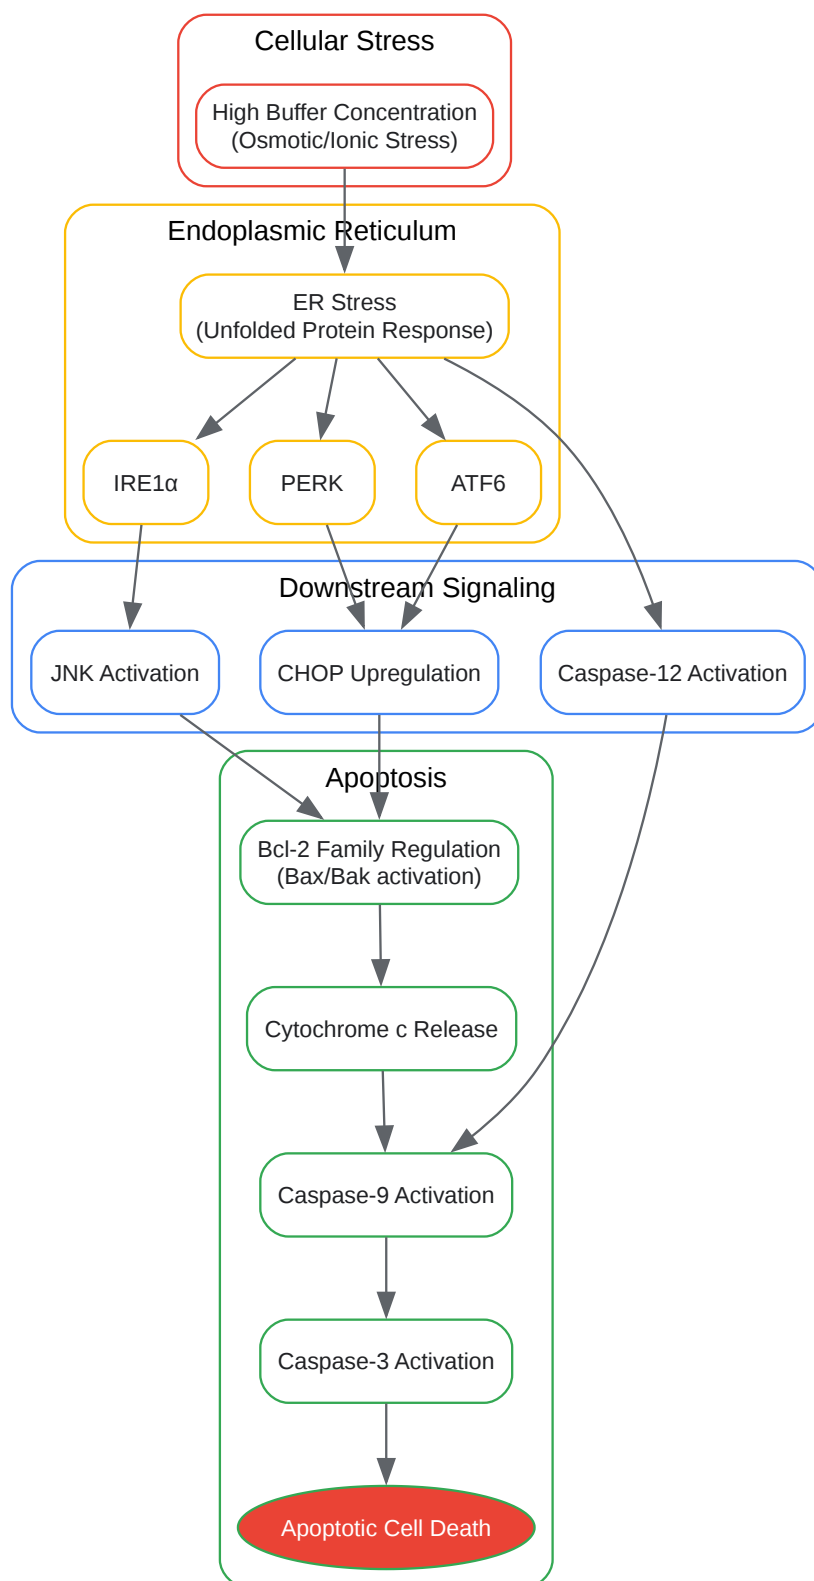 Cellular Stress
High Buffer Concentration
(Osmotic/Ionic Stress)
Endoplasmic Reticulum
ER Stress
(Unfolded Protein Response)
IRE1α
PERK
ATF6
Downstream Signaling
JNK Activation
CHOP Upregulation
Caspase-12 Activation
Apoptosis
Bcl-2 Family Regulation
(Bax/Bak activation)
Cytochrome c Release
Caspase-9 Activation
Caspase-3 Activation
Apoptotic Cell Death